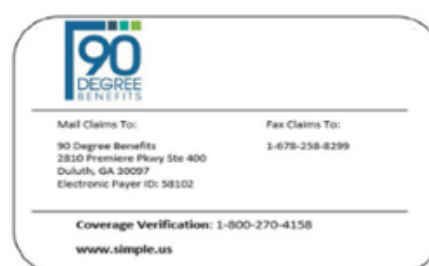 90
DEGREE
BENEFITS
Mail Claims To:
90 Degree Benefits
2810 Premiere Pkwy Ste 400
Duluth, GA 30097
Electronic Payer ID: 58102
Fax Claims To:
1-678-258-8299
Coverage Verification: 1-800-270-4158
www.simple.us